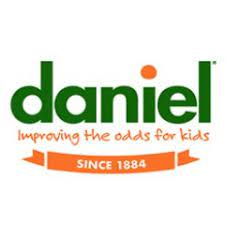 daniel
Improving the odds for kids
SINCE 1884